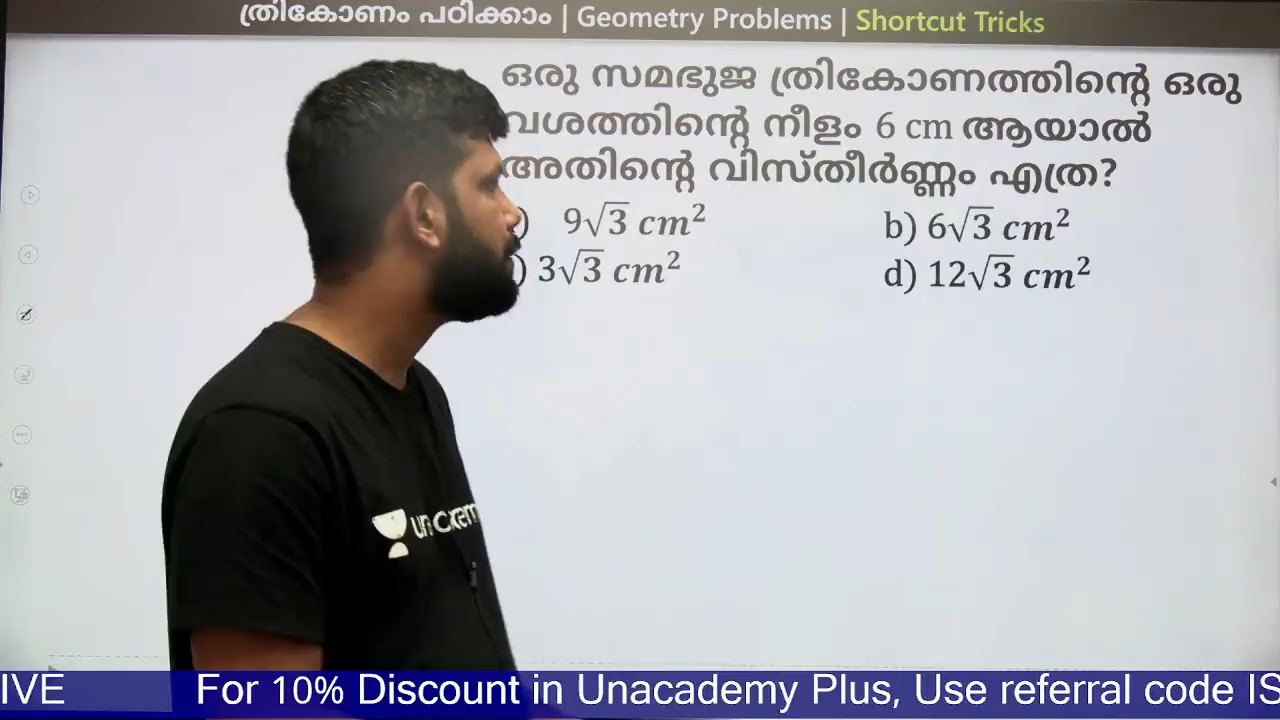 ത്രികോണം പഠിക്കാം | Geometry Problems | Shortcut Tricks
ഒരു സമഭുജ ത്രികോണത്തിന്റെ ഒരു
വശത്തിന്റെ നീളം 6 cm ആയാൽ
അതിന്റെ വിസ്തീർണ്ണം എത്ര?
) 9√3 cm² b) 6√3 cm²
) 3√3 cm² d) 12√3 cm²
IVE For 10% Discount in Unacademy Plus, Use referral code IS